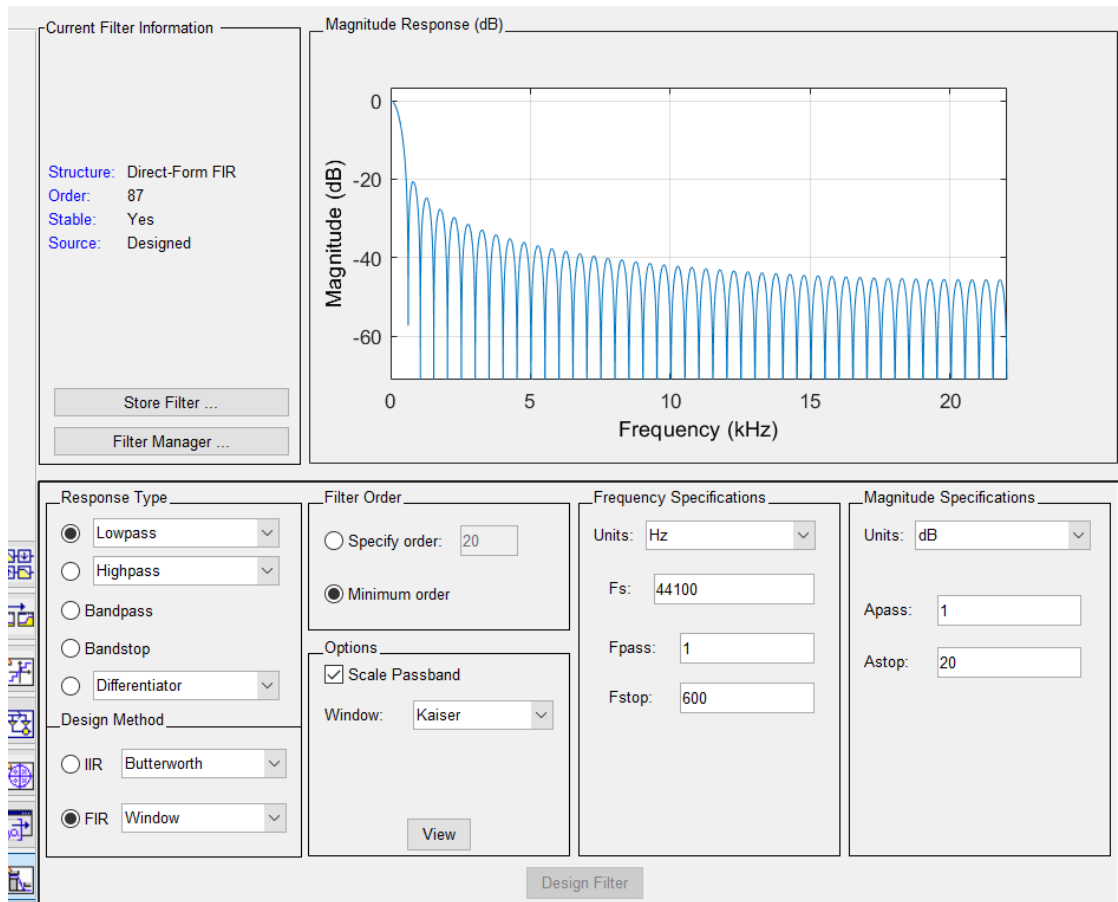 Current Filter Information
Structure: Direct-Form FIR
Order: 87
Stable: Yes
Source: Designed
Store Filter ...
Filter Manager ...
Magnitude Response (dB)
0
-20
-40
-60
Magnitude (dB)
0 5 10 15 20
Frequency (kHz)
Response Type
Lowpass
Highpass
Bandpass
Bandstop
Differentiator
Design Method
IIR Butterworth
FIR Window
Filter Order
Specify order: 20
Minimum order
Options
Scale Passband
Window: Kaiser
View
Frequency Specifications
Units: Hz
Fs: 44100
Fpass: 1
Fstop: 600
Magnitude Specifications
Units: dB
Apass: 1
Astop: 20
Design Filter